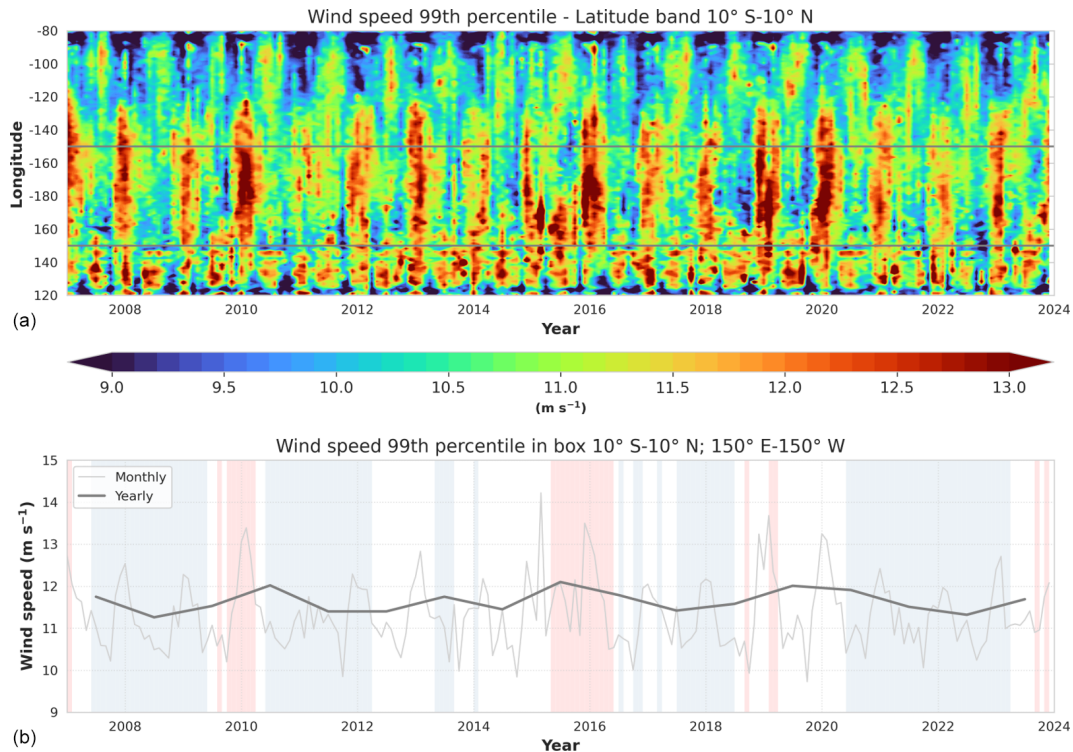 Wind speed 99th percentile - Latitude band 10° S-10° N
-80
-100
-120
-140
-160
-180
160
140
120
Longitude
2008 2010 2012 2014 2016 2018 2020 2022 2024
Year
(a)
9.0 9.5 10.0 10.5 11.0 11.5 12.0 12.5 13.0
(m s⁻¹)
Wind speed 99th percentile in box 10° S-10° N; 150° E-150° W
Monthly
Yearly
15
14
13
12
11
10
9
Wind speed (m s⁻¹)
2008 2010 2012 2014 2016 2018 2020 2022 2024
Year
(b)